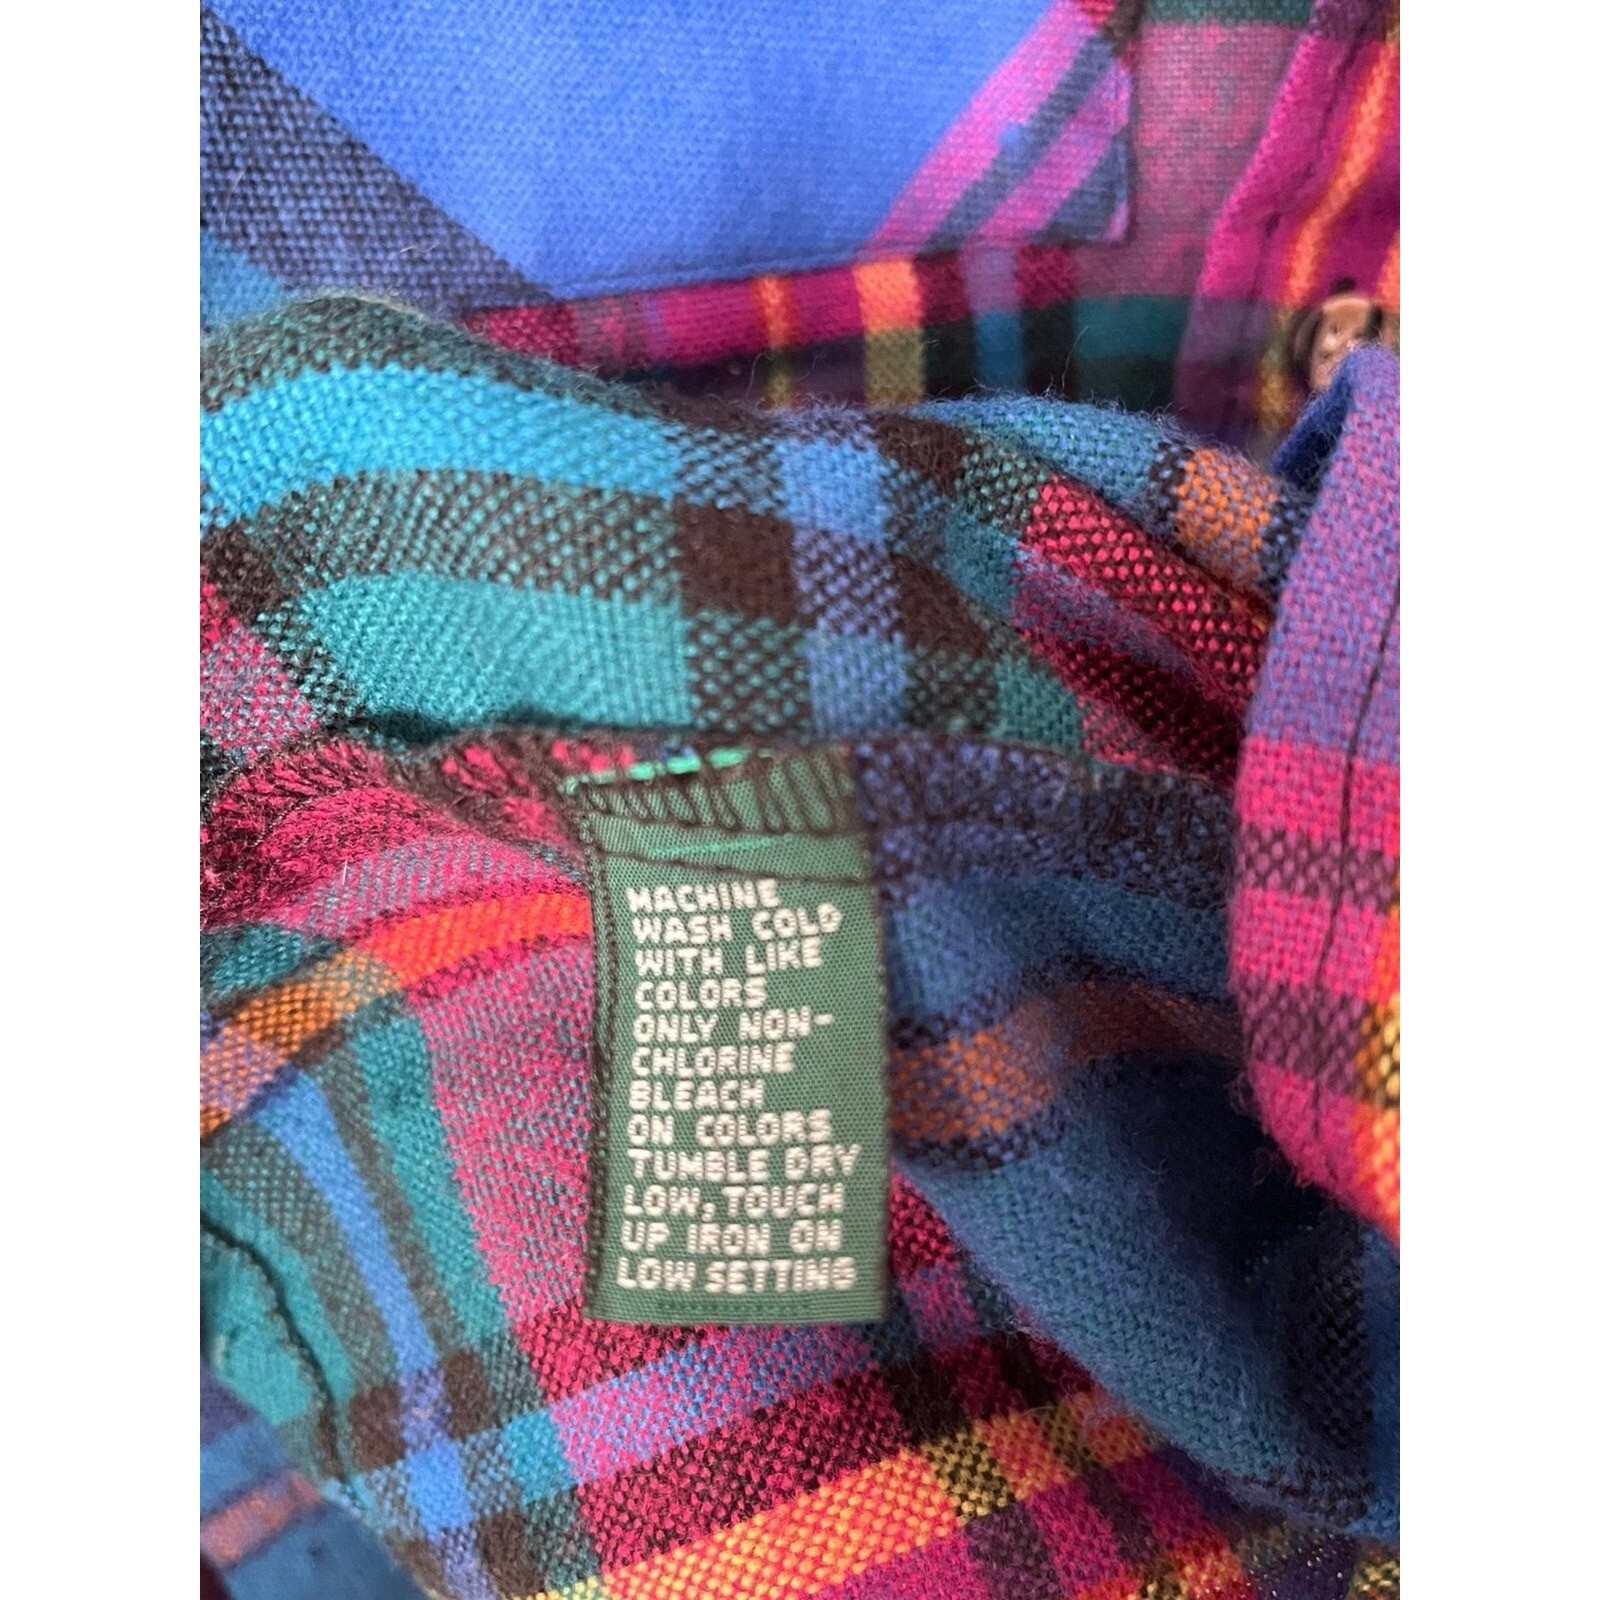 MACHINE
WASH COLD
WITH LIKE
COLORS
ONLY NON-
CHLORINE
BLEACH
ON COLORS
TUMBLE DRY
LOW, TOUCH
UP IRON ON
LOW SETTING